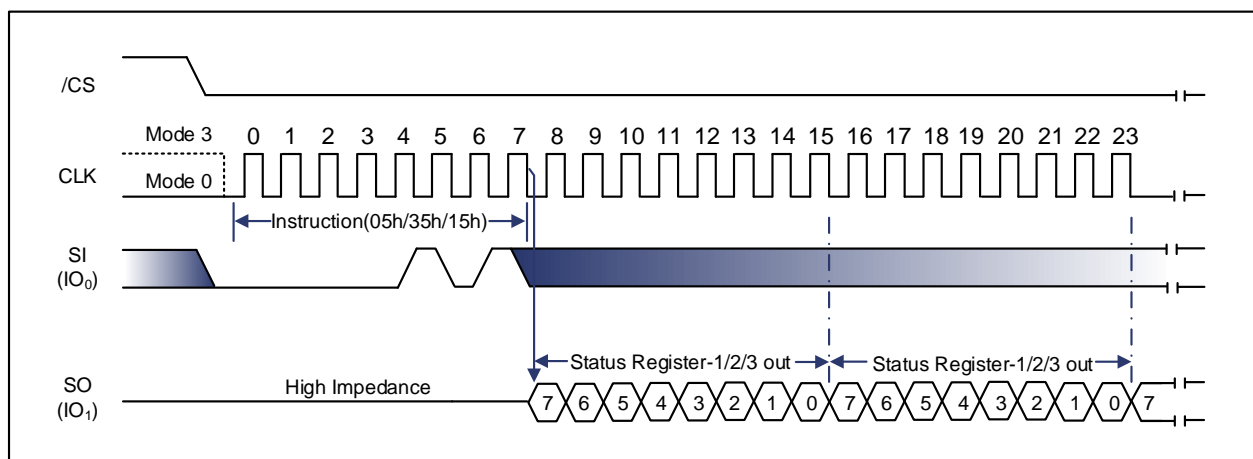 /CS
Mode 3
0 1 2 3 4 5 6 7 8 9 10 11 12 13 14 15 16 17 18 19 20 21 22 23
CLK
Mode 0
Instruction(05h/35h/15h)
SI
(IO₀)
Status Register-1/2/3 out Status Register-1/2/3 out
SO
(IO₁)
High Impedance
7 6 5 4 3 2 1 0 7 6 5 4 3 2 1 0 7